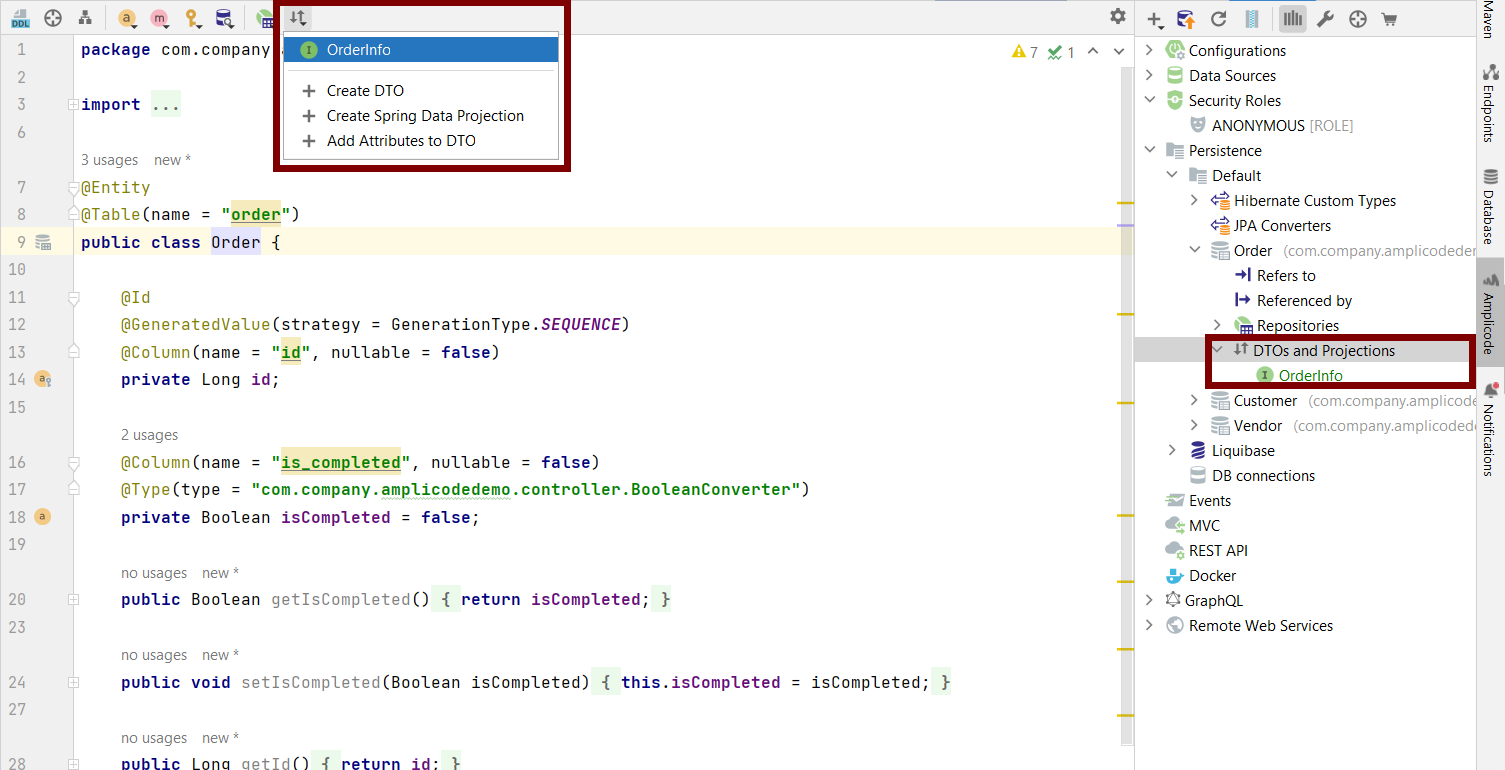 DDL
a
m
I OrderInfo
Create DTO
Create Spring Data Projection
Add Attributes to DTO
7 1
1 package com.company
2
3 import ...
6
3 usages new *
7 @Entity
8 @Table(name = "order")
9 public class Order {
10
11 @Id
12 @GeneratedValue(strategy = GenerationType.SEQUENCE)
13 @Column(name = "id", nullable = false)
14 a private Long id;
15
2 usages
16 @Column(name = "is_completed", nullable = false)
17 @Type(type = "com.company.amplicodedemo.controller.BooleanConverter")
18 a private Boolean isCompleted = false;
19
no usages new *
20 public Boolean getIsCompleted() { return isCompleted; }
23
no usages new *
24 public void setIsCompleted(Boolean isCompleted) { this.isCompleted = isCompleted; }
27
no usages new *
28 public Long getId() { return id; }
Configurations
Data Sources
Security Roles
ANONYMOUS [ROLE]
Persistence
Default
Hibernate Custom Types
JPA Converters
Order (com.company.amplicodeder
Refers to
Referenced by
Repositories
DTOs and Projections
I OrderInfo
Customer (com.company.amplicode
Vendor (com.company.amplicodede
Liquibase
DB connections
Events
MVC
REST API
Docker
GraphQL
Remote Web Services
Maven
Endpoints
Database
Amplicode
Notifications